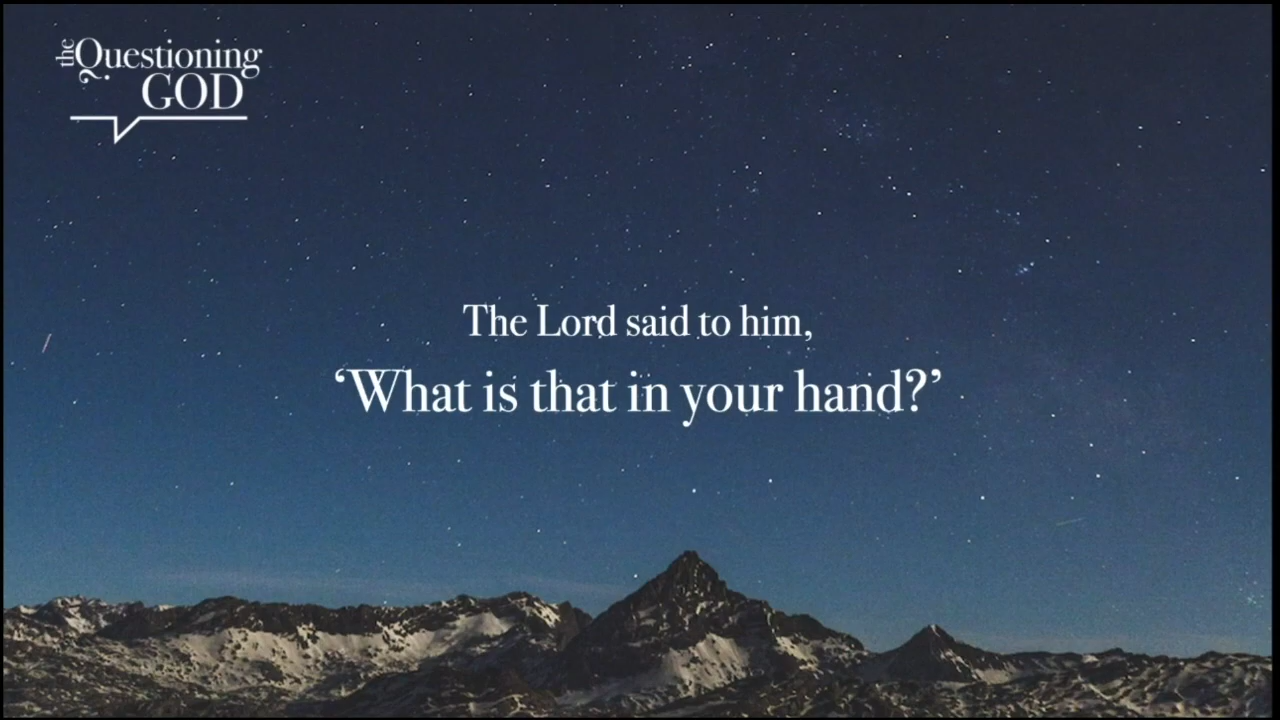 the Questioning
GOD
The Lord said to him,
‘What is that in your hand?’